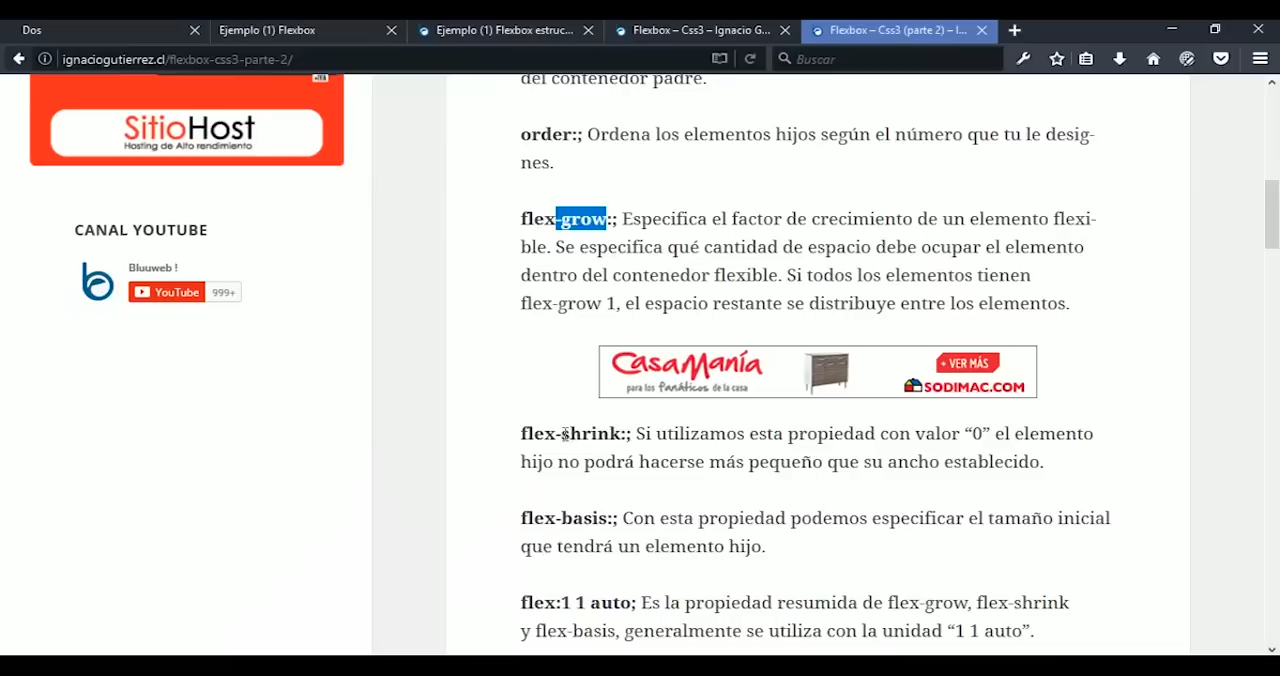 Dos
Ejemplo (1) Flexbox
Ejemplo (1) Flexbox estruc...
Flexbox – Css3 – Ignacio G...
Flexbox – Css3 (parte 2) – I...
ignaciogutierrez.cl/flexbox-css3-parte-2/
Buscar
SitioHost
Hosting de Alto rendimiento
CANAL YOUTUBE
Bluuweb !
YouTube 999+
del contenedor padre.
order:; Ordena los elementos hijos según el número que tu le desig-
nes.
flex-grow:; Especifica el factor de crecimiento de un elemento flexi-
ble. Se especifica qué cantidad de espacio debe ocupar el elemento
dentro del contenedor flexible. Si todos los elementos tienen
flex-grow 1, el espacio restante se distribuye entre los elementos.
CasaManía
para los fanáticos de la casa
+ VER MÁS
SODIMAC.COM
flex-shrink:; Si utilizamos esta propiedad con valor “0” el elemento
hijo no podrá hacerse más pequeño que su ancho establecido.
flex-basis:; Con esta propiedad podemos especificar el tamaño inicial
que tendrá un elemento hijo.
flex:1 1 auto; Es la propiedad resumida de flex-grow, flex-shrink
y flex-basis, generalmente se utiliza con la unidad “1 1 auto”.